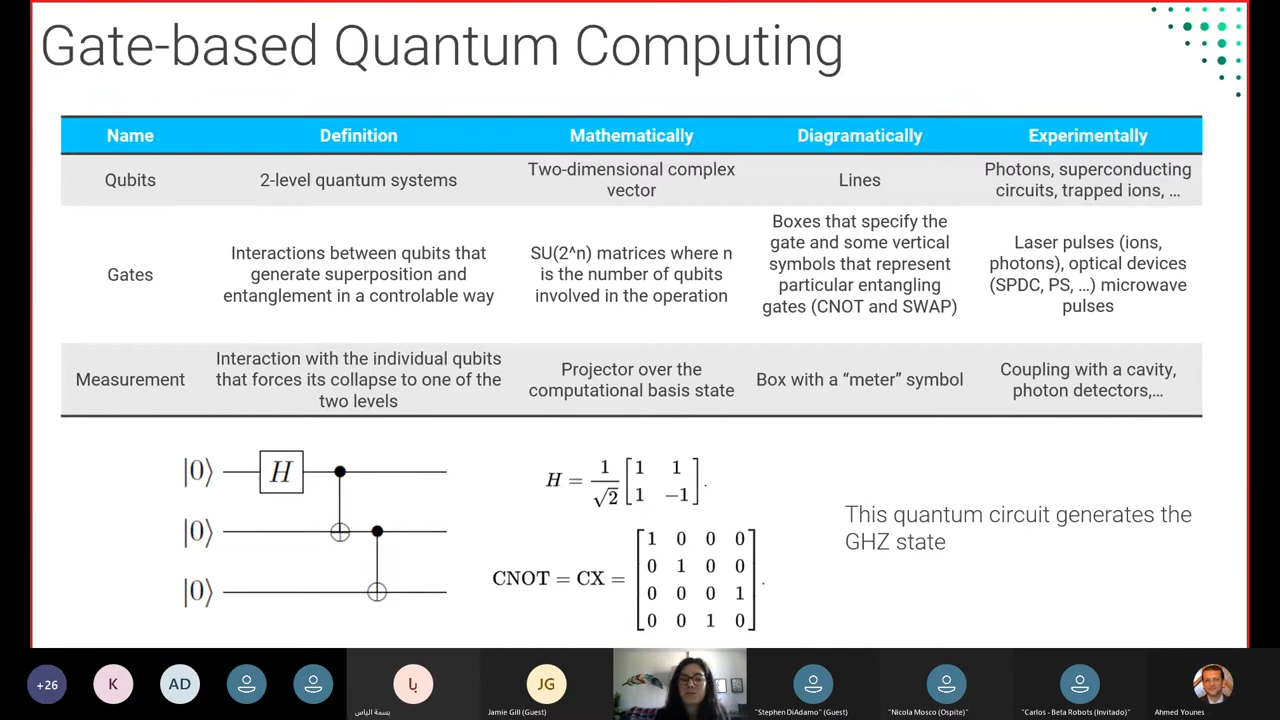 Gate-based Quantum Computing
Name Definition Mathematically Diagramatically Experimentally
Qubits
2-level quantum systems
Two-dimensional complex
vector
Lines
Photons, superconducting
circuits, trapped ions, ...
Gates
Interactions between qubits that
generate superposition and
entanglement in a controlable way
SU(2^n) matrices where n
is the number of qubits
involved in the operation
Boxes that specify the
gate and some vertical
symbols that represent
particular entangling
gates (CNOT and SWAP)
Laser pulses (ions,
photons), optical devices
(SPDC, PS, ...) microwave
pulses
Measurement
Interaction with the individual qubits
that forces its collapse to one of the
two levels
Projector over the
computational basis state
Box with a “meter” symbol
Coupling with a cavity,
photon detectors,...
|0⟩ H
|0⟩
|0⟩
H = 1/√2 [1 1
1 −1].
CNOT = CX = [1 0 0 0
0 1 0 0
0 0 0 1
0 0 1 0].
This quantum circuit generates the
GHZ state
+26
K
AD
با
بسمة الياس
JG
Jamie Gill (Guest)
"Stephen DiAdamo" (Guest)
"Nicola Mosco (Ospite)"
"Carlos - Beta Robots (Invitado)"
Ahmed Younes